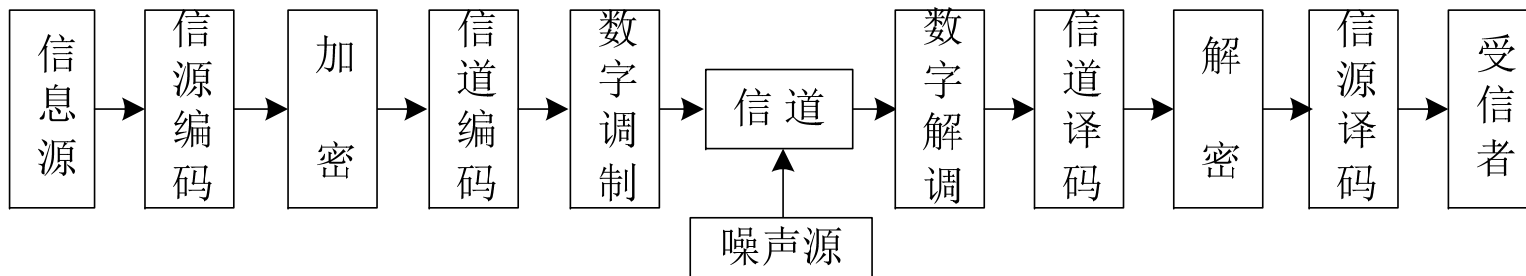 信息源
信源编码
加密
信道编码
数字调制
信道
噪声源
数字解调
信道译码
解密
信源译码
受信者